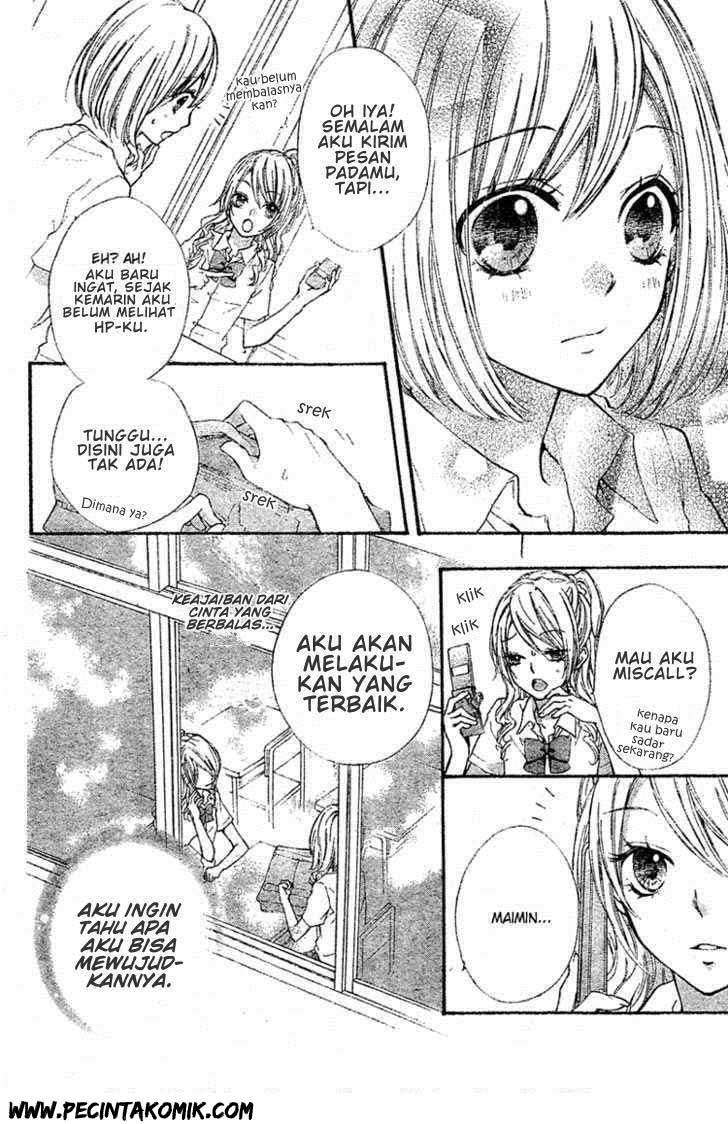 kau belum
membalasnya
kan?
OH IYA!
SEMALAM
AKU KIRIM
PESAN
PADAMU,
TAPI...
EH? AH!
AKU BARU
INGAT, SEJAK
KEMARIN AKU
BELUM MELIHAT
HP-KU.
TUNGGU...
DISINI JUGA
TAK ADA!
Dimana ya?
srek
srek
KEAJAIBAN DARI
CINTA YANG
BERBALAS...
AKU AKAN
MELAKU-
KAN YANG
TERBAIK.
klik
klik
MAU AKU
MISCALL?
kenapa
kau baru
sadar
sekarang?
MAIMIN...
AKU INGIN
TAHU APA
AKU BISA
MEWUJUD-
KANNYA.
WWW.PECINTAKOMIK.COM